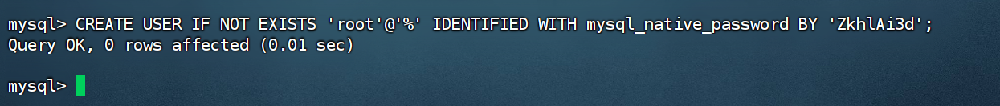 mysql> CREATE USER IF NOT EXISTS 'root'@'%' IDENTIFIED WITH mysql_native_password BY 'ZkhlAi3d';
Query OK, 0 rows affected (0.01 sec)
mysql>